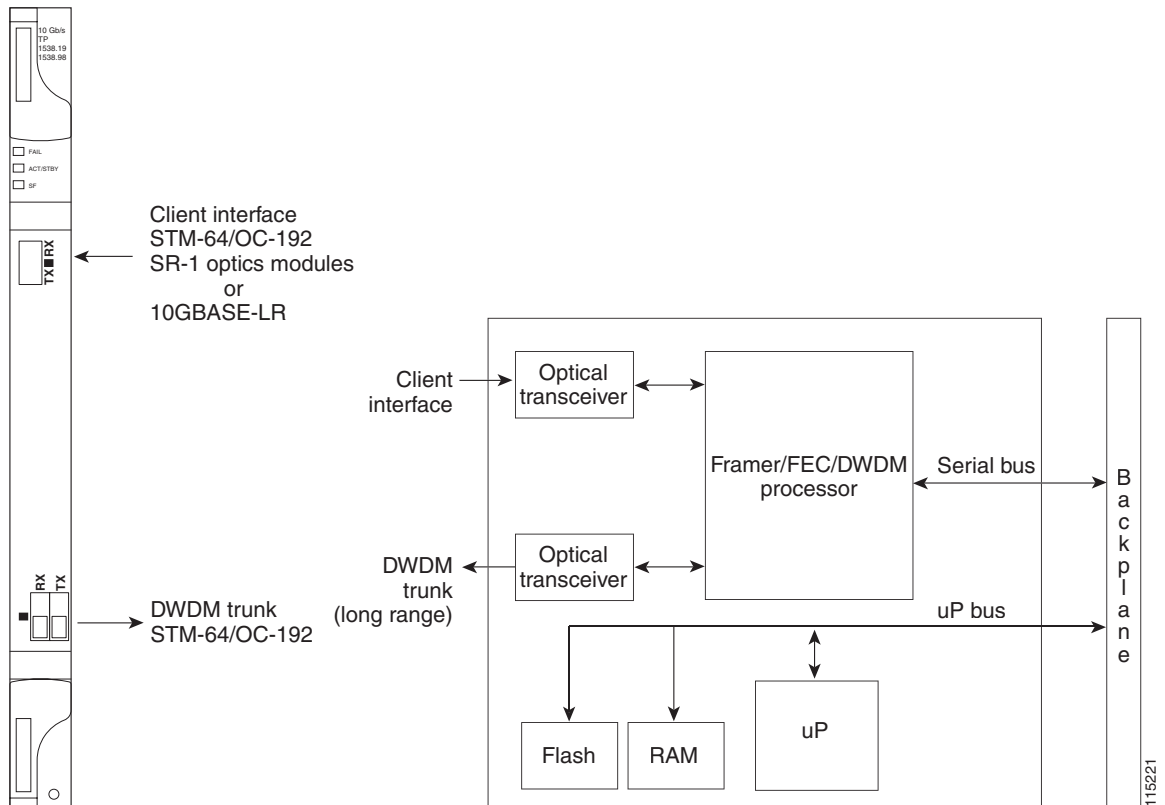 10 Gb/s
TP
1538.19
1538.98
FAIL
ACT/STBY
SF
TX RX
Client interface
STM-64/OC-192
SR-1 optics modules
or
10GBASE-LR
RX
TX
DWDM trunk
STM-64/OC-192
Client
interface
Optical
transceiver
Framer/FEC/DWDM
processor
Serial bus
DWDM
trunk
(long range)
Optical
transceiver
uP bus
Flash
RAM
uP
Backplane
115221